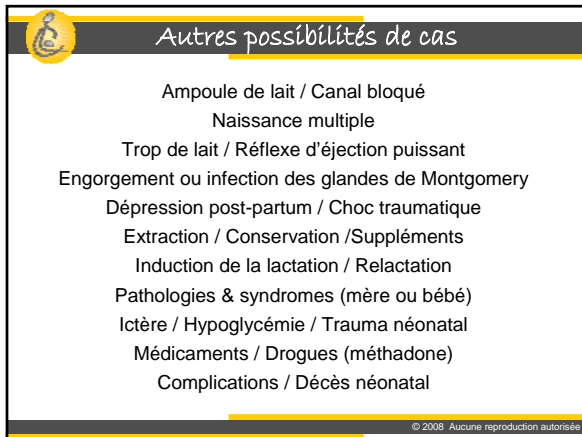 Autres possibilités de cas
Ampoule de lait / Canal bloqué
Naissance multiple
Trop de lait / Réflexe d'éjection puissant
Engorgement ou infection des glandes de Montgomery
Dépression post-partum / Choc traumatique
Extraction / Conservation /Suppléments
Induction de la lactation / Relactation
Pathologies & syndromes (mère ou bébé)
Ictère / Hypoglycémie / Trauma néonatal
Médicaments / Drogues (méthadone)
Complications / Décès néonatal
© 2008 Aucune reproduction autorisée